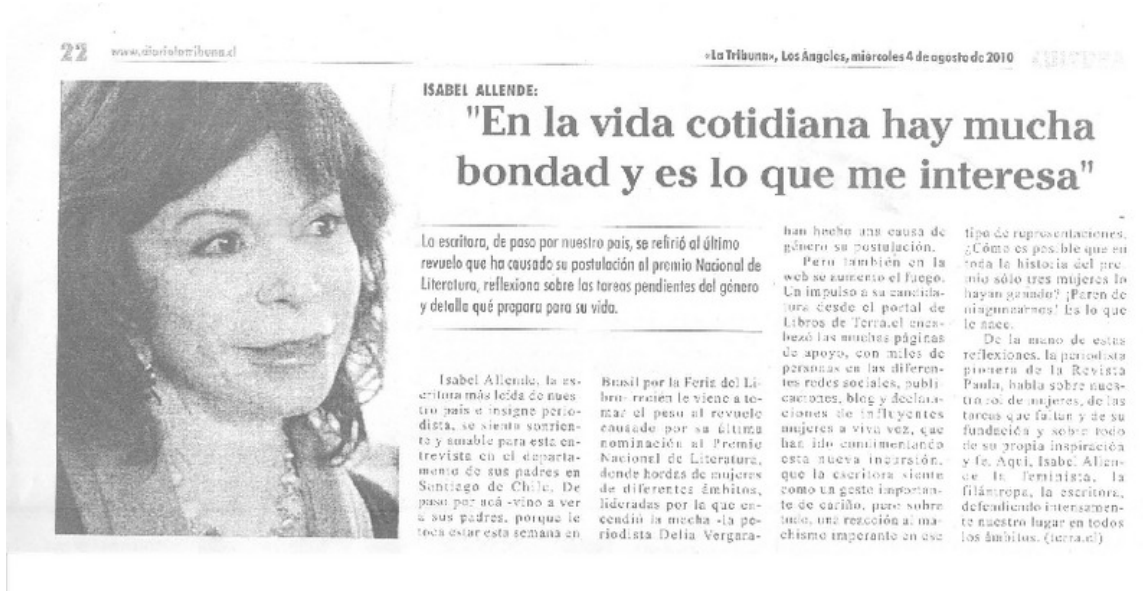 22
www.diariolatribuna.cl
«La Tribuna», Los Ángeles, miércoles 4 de agosto de 2010
ISABEL ALLENDE:
"En la vida cotidiana hay mucha
bondad y es lo que me interesa"
La escritora, de paso por nuestro país, se refirió al último
revuelo que ha causado su postulación al premio Nacional de
Literatura, reflexiona sobre las tareas pendientes del género
y detalla qué prepara para su vida.
Isabel Allende, la es-
critora más leída de nues-
tro país e insigne perio-
dista, se sienta sonrien-
te y amable para esta en-
trevista en el departa-
mento de sus padres en
Santiago de Chile. De
paso por acá -vino a ver
a sus padres, porque le
toca estar esta semana en
Brasil por la Feria del Li-
bro- recién le viene a to-
mar el peso al revuelo
causado por su última
nominación al Premio
Nacional de Literatura,
donde hordas de mujeres
de diferentes ámbitos,
lideradas por la que en-
cendió la mecha -la pe-
riodista Delia Vergara-
han hecho una causa de
género su postulación.
Pero también en la
web se aumentó el fuego.
Un impulso a su candida-
tura desde el portal de
Libros de Terra.cl enca-
bezó las muchas páginas
de apoyo, con miles de
personas en las diferen-
tes redes sociales, publi-
caciones, blog y declara-
ciones de influyentes
mujeres a viva voz, que
han ido condimentando
esta nueva incursión,
que la escritora siente
como un gesto importan-
te de cariño, pero sobre
todo, una reacción al ma-
chismo imperante en ese
tipo de representaciones.
¿Cómo es posible que en
toda la historia del pre-
mio sólo tres mujeres lo
hayan ganado? ¡Paren de
ningunearnos! Es lo que
le nace.
De la mano de estas
reflexiones, la periodista
pionera de la Revista
Paula, habla sobre nues-
tro rol de mujeres, de las
tareas que faltan y de su
fundación y sobre todo
de su propia inspiración
y fe. Aquí, Isabel Allen-
de la feminista, la
filántropa, la escritora,
defendiendo intensamen-
te nuestro lugar en todos
los ámbitos. (terra.cl)